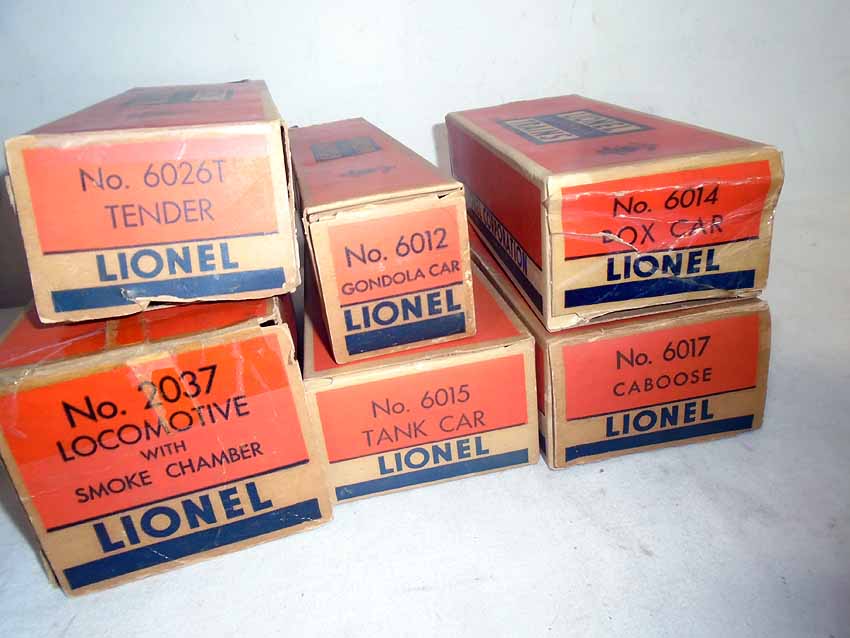 No. 6026T
TENDER
LIONEL
No. 6012
GONDOLA CAR
LIONEL
No. 6014
BOX CAR
LIONEL
CORPORATION
No. 2037
LOCOMOTIVE
WITH
SMOKE CHAMBER
LIONEL
No. 6015
TANK CAR
LIONEL
No. 6017
CABOOSE
LIONEL